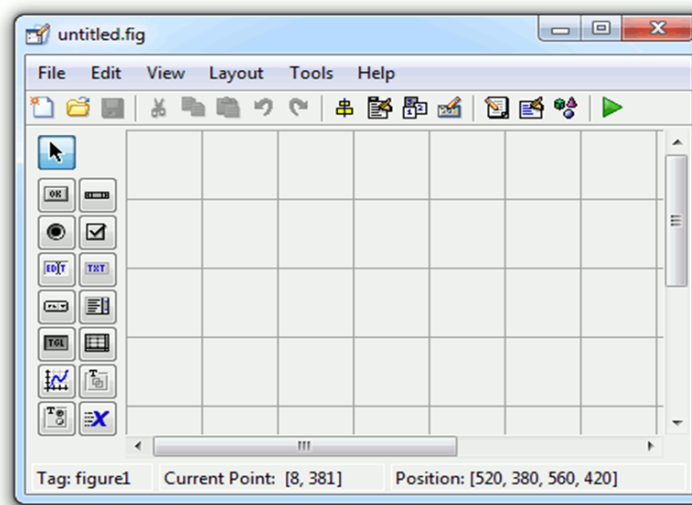 untitled.fig
File Edit View Layout Tools Help
OK
EDIT TXT
TGL
T
T X
Tag: figure1 Current Point: [8, 381] Position: [520, 380, 560, 420]